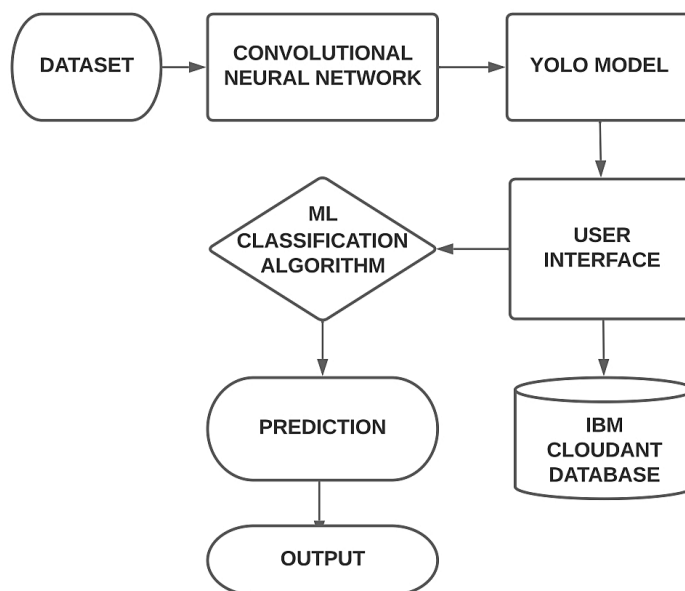 DATASET
CONVOLUTIONAL
NEURAL NETWORK
YOLO MODEL
ML
CLASSIFICATION
ALGORITHM
USER
INTERFACE
PREDICTION
IBM
CLOUDANT
DATABASE
OUTPUT